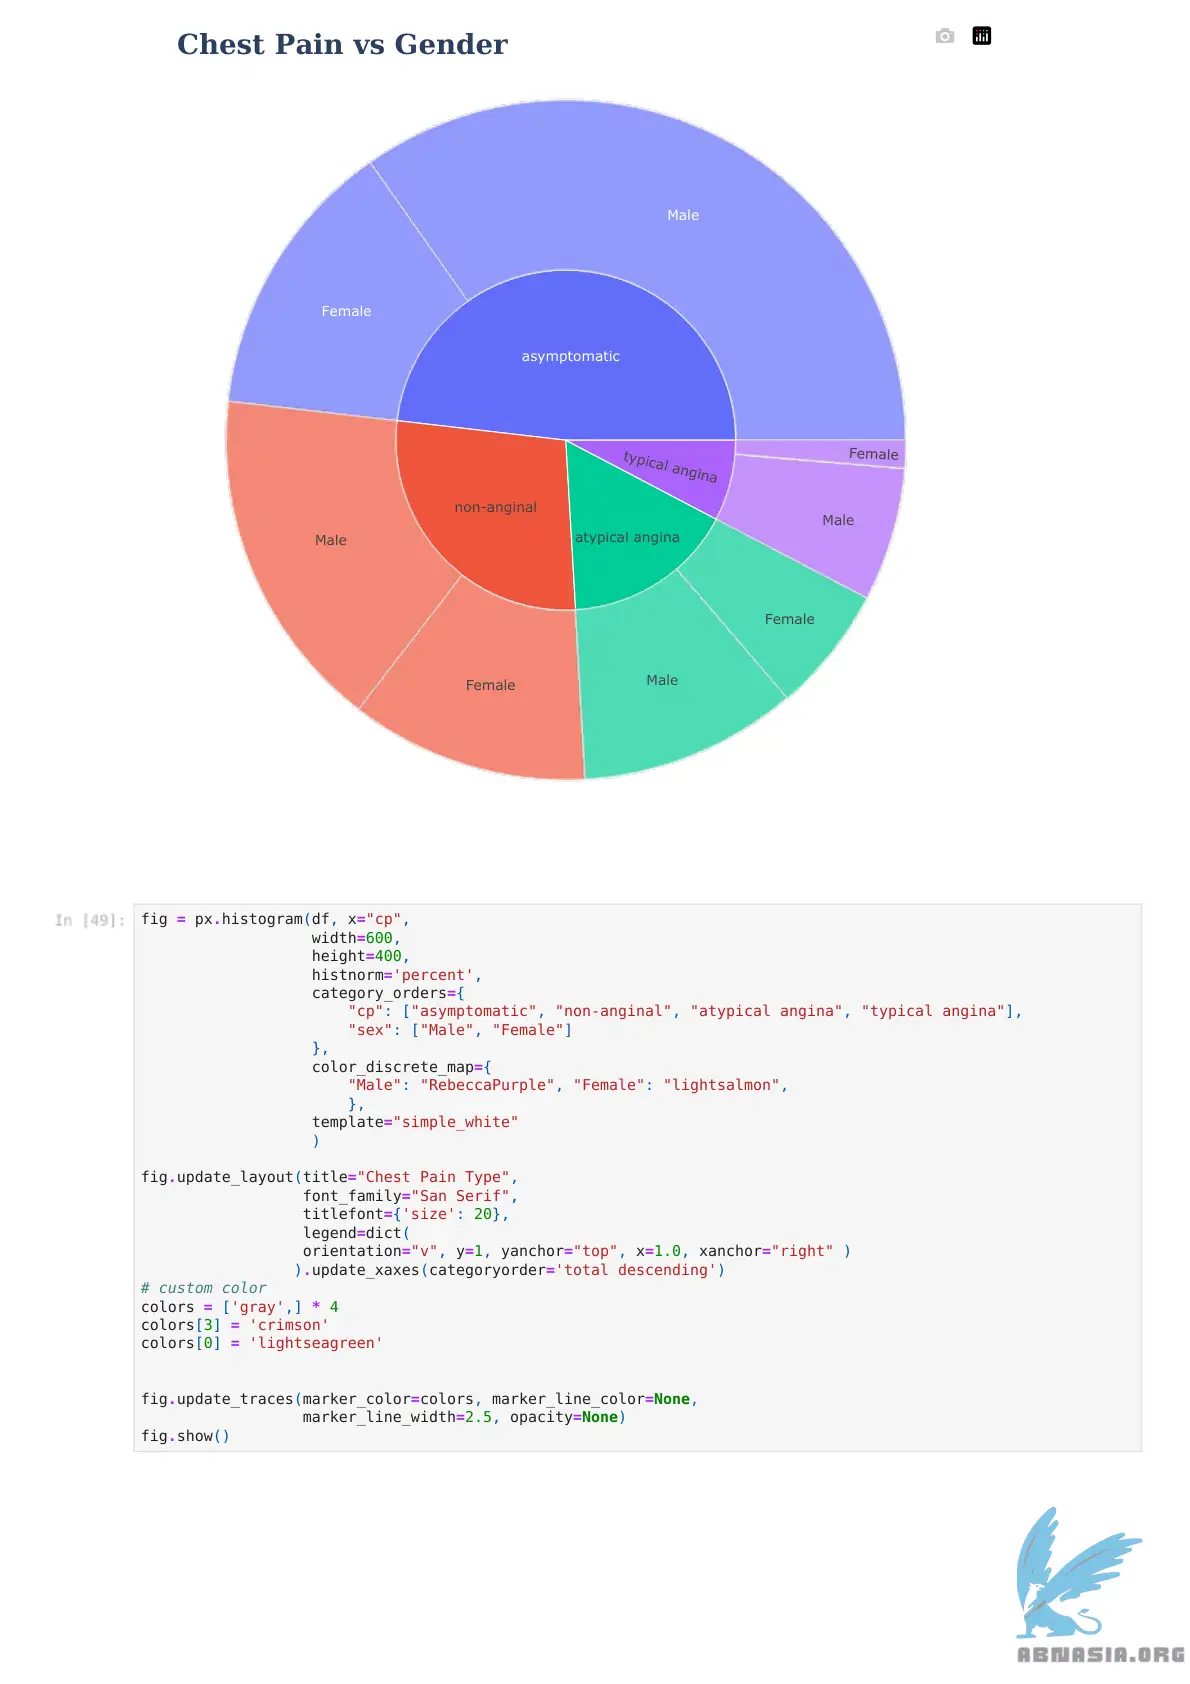 Chest Pain vs Gender
Male
Female
asymptomatic
typical angina
Female
Male
non-anginal
atypical angina
Male
Female
Male
Female
In [49]:
fig = px.histogram(df, x="cp",
width=600,
height=400,
histnorm='percent',
category_orders={
"cp": ["asymptomatic", "non-anginal", "atypical angina", "typical angina"],
"sex": ["Male", "Female"]
},
color_discrete_map={
"Male": "RebeccaPurple", "Female": "lightsalmon",
},
template="simple_white"
)
fig.update_layout(title="Chest Pain Type",
font_family="San Serif",
titlefont={'size': 20},
legend=dict(
orientation="v", y=1, yanchor="top", x=1.0, xanchor="right" )
).update_xaxes(categoryorder='total descending')
# custom color
colors = ['gray',] * 4
colors[3] = 'crimson'
colors[0] = 'lightseagreen'
fig.update_traces(marker_color=colors, marker_line_color=None,
marker_line_width=2.5, opacity=None)
fig.show()
ABNASIA.ORG